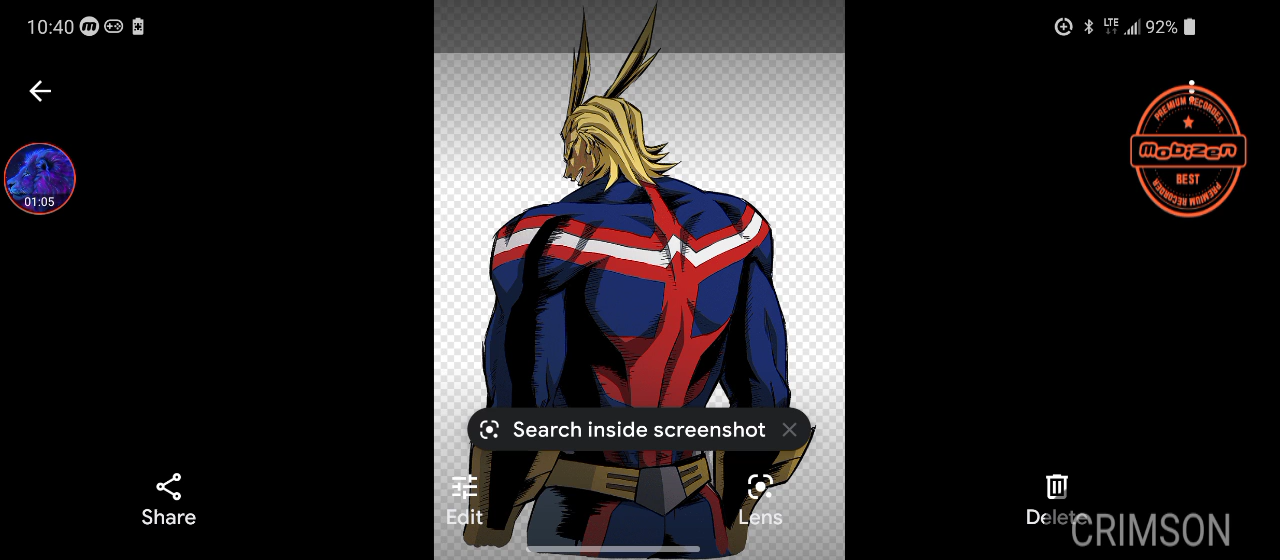 10:40
LTE
92%
PREMIUM RECORDER
mobizen
BEST
PREMIUM RECORDER
01:05
Search inside screenshot
Share
Edit
Lens
Delete
CRIMSON